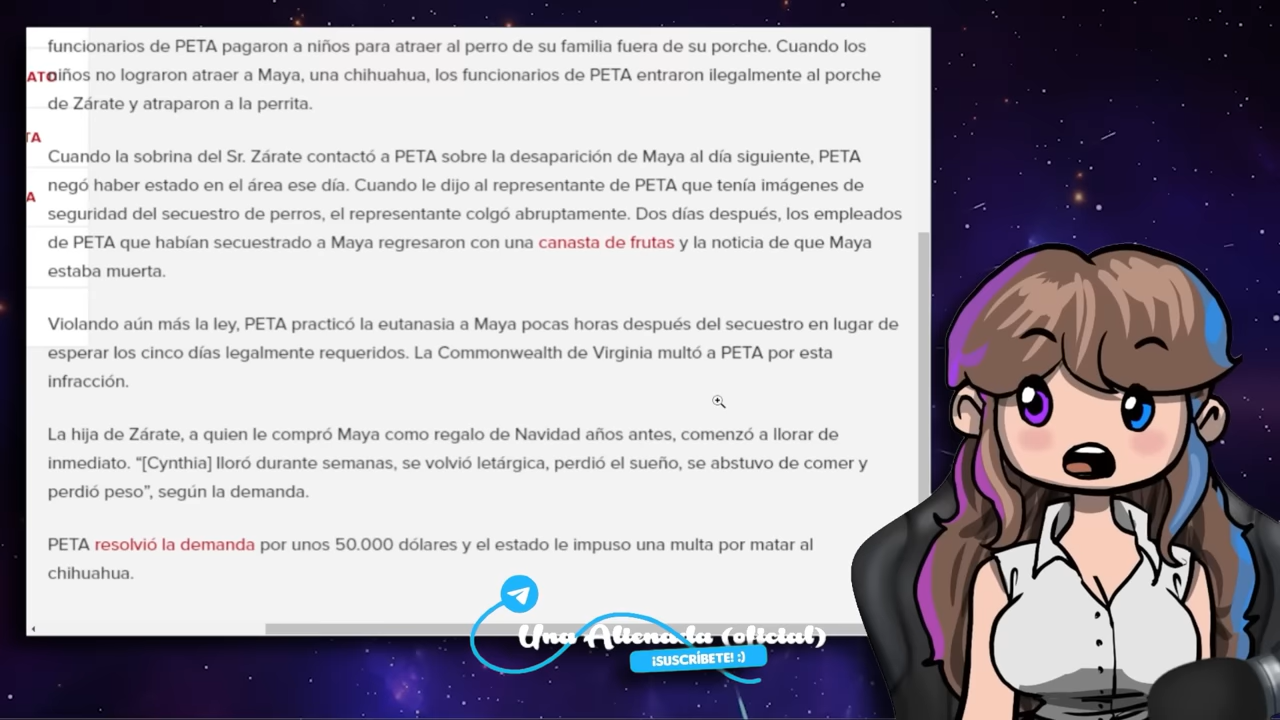 funcionarios de PETA pagaron a niños para atraer al perro de su familia fuera de su porche. Cuando los
niños no lograron atraer a Maya, una chihuahua, los funcionarios de PETA entraron ilegalmente al porche
de Zárate y atraparon a la perrita.
Cuando la sobrina del Sr. Zárate contactó a PETA sobre la desaparición de Maya al día siguiente, PETA
negó haber estado en el área ese día. Cuando le dijo al representante de PETA que tenía imágenes de
seguridad del secuestro de perros, el representante colgó abruptamente. Dos días después, los empleados
de PETA que habían secuestrado a Maya regresaron con una canasta de frutas y la noticia de que Maya
estaba muerta.
Violando aún más la ley, PETA practicó la eutanasia a Maya pocas horas después del secuestro en lugar de
esperar los cinco días legalmente requeridos. La Commonwealth de Virginia multó a PETA por esta
infracción.
La hija de Zárate, a quien le compró Maya como regalo de Navidad años antes, comenzó a llorar de
inmediato. “[Cynthia] lloró durante semanas, se volvió letárgica, perdió el sueño, se abstuvo de comer y
perdió peso”, según la demanda.
PETA resolvió la demanda por unos 50.000 dólares y el estado le impuso una multa por matar al
chihuahua.
Una Alienada (oficial)
¡SUSCRÍBETE! :)